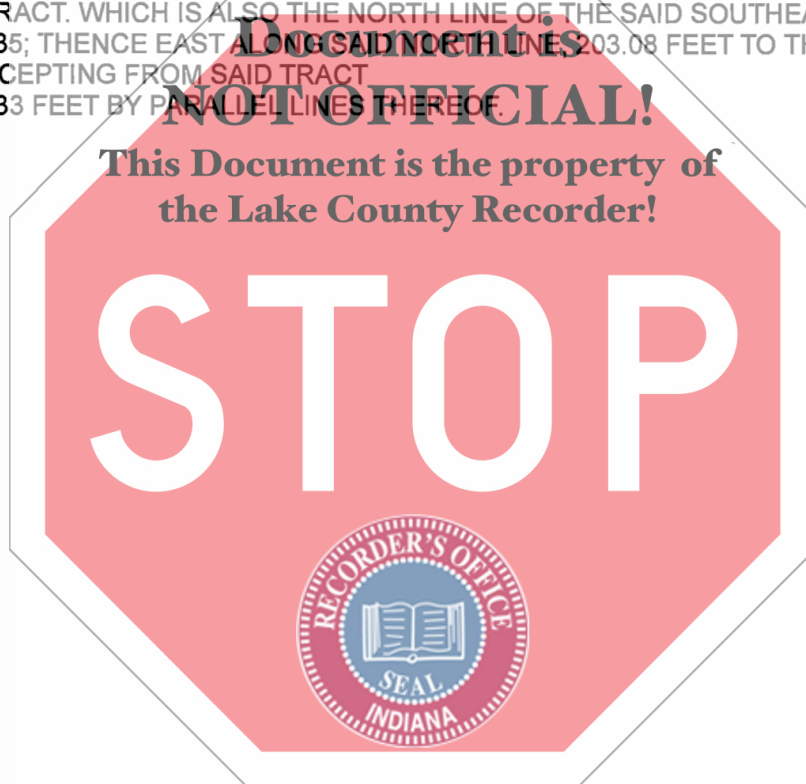 RACT. WHICH IS ALSO THE NORTH LINE OF THE SAID SOUTHEA
Document is
35; THENCE EAST ALONG SAID NORTH LINE, 203.08 FEET TO TH
CEPTING FROM SAID TRACT
NOT OFFICIAL!
33 FEET BY PARALLEL LINES THEREOF.
This Document is the property of
the Lake County Recorder!
STOP
RECORDER'S OFFICE
SEAL
INDIANA